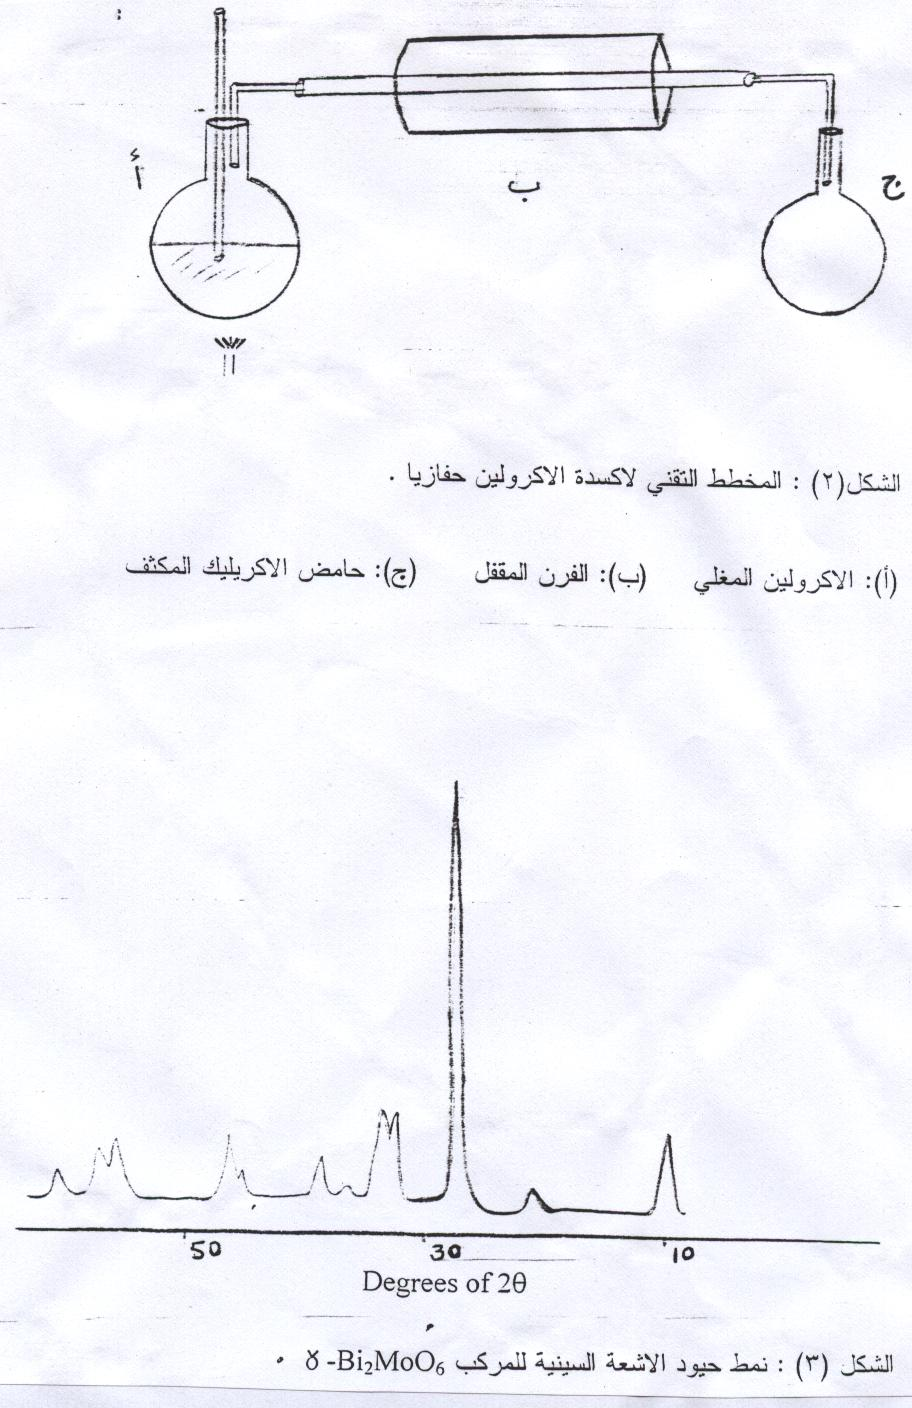 أ
ب
ج
الشكل(٢) : المخطط التقني لاكسدة الاكرولين حفازيا .
(أ): الاكرولين المغلي (ب): الفرن المقفل (ج): حامض الاكريليك المكثف
50 30 10
Degrees of 2θ
الشكل (٣) : نمط حيود الاشعة السينية للمركب ४-Bi₂MoO₆ .